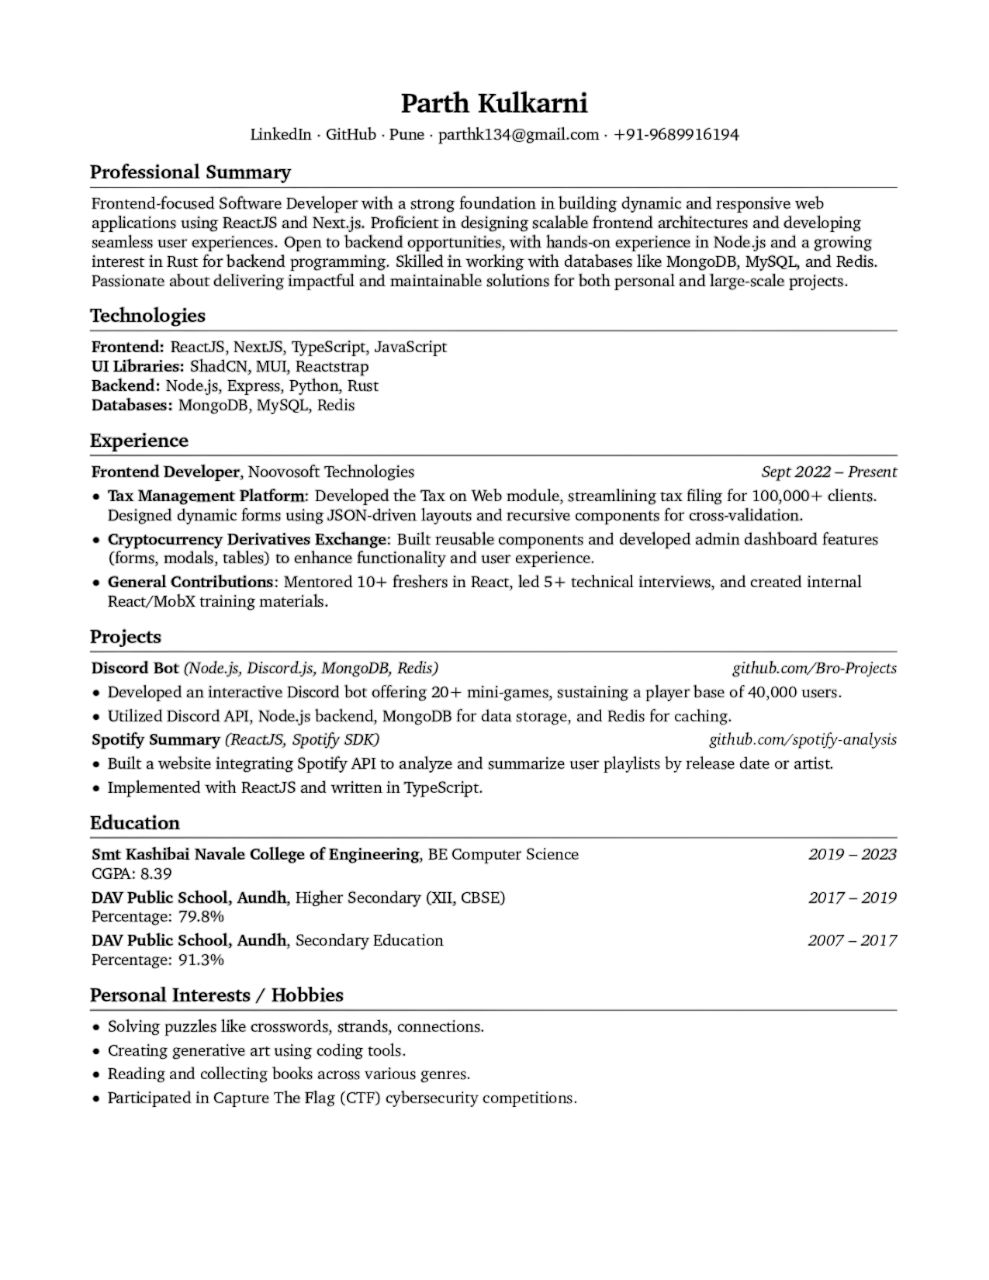 Parth Kulkarni
LinkedIn · GitHub · Pune · parthk134@gmail.com · +91-9689916194
Professional Summary
Frontend-focused Software Developer with a strong foundation in building dynamic and responsive web
applications using ReactJS and Next.js. Proficient in designing scalable frontend architectures and developing
seamless user experiences. Open to backend opportunities, with hands-on experience in Node.js and a growing
interest in Rust for backend programming. Skilled in working with databases like MongoDB, MySQL, and Redis.
Passionate about delivering impactful and maintainable solutions for both personal and large-scale projects.
Technologies
Frontend: ReactJS, NextJS, TypeScript, JavaScript
UI Libraries: ShadCN, MUI, Reactstrap
Backend: Node.js, Express, Python, Rust
Databases: MongoDB, MySQL, Redis
Experience
Frontend Developer, Noovosoft Technologies Sept 2022 – Present
• Tax Management Platform: Developed the Tax on Web module, streamlining tax filing for 100,000+ clients.
Designed dynamic forms using JSON-driven layouts and recursive components for cross-validation.
• Cryptocurrency Derivatives Exchange: Built reusable components and developed admin dashboard features
(forms, modals, tables) to enhance functionality and user experience.
• General Contributions: Mentored 10+ freshers in React, led 5+ technical interviews, and created internal
React/MobX training materials.
Projects
Discord Bot (Node.js, Discord.js, MongoDB, Redis) github.com/Bro-Projects
• Developed an interactive Discord bot offering 20+ mini-games, sustaining a player base of 40,000 users.
• Utilized Discord API, Node.js backend, MongoDB for data storage, and Redis for caching.
Spotify Summary (ReactJS, Spotify SDK) github.com/spotify-analysis
• Built a website integrating Spotify API to analyze and summarize user playlists by release date or artist.
• Implemented with ReactJS and written in TypeScript.
Education
Smt Kashibai Navale College of Engineering, BE Computer Science 2019 – 2023
CGPA: 8.39
DAV Public School, Aundh, Higher Secondary (XII, CBSE) 2017 – 2019
Percentage: 79.8%
DAV Public School, Aundh, Secondary Education 2007 – 2017
Percentage: 91.3%
Personal Interests / Hobbies
• Solving puzzles like crosswords, strands, connections.
• Creating generative art using coding tools.
• Reading and collecting books across various genres.
• Participated in Capture The Flag (CTF) cybersecurity competitions.